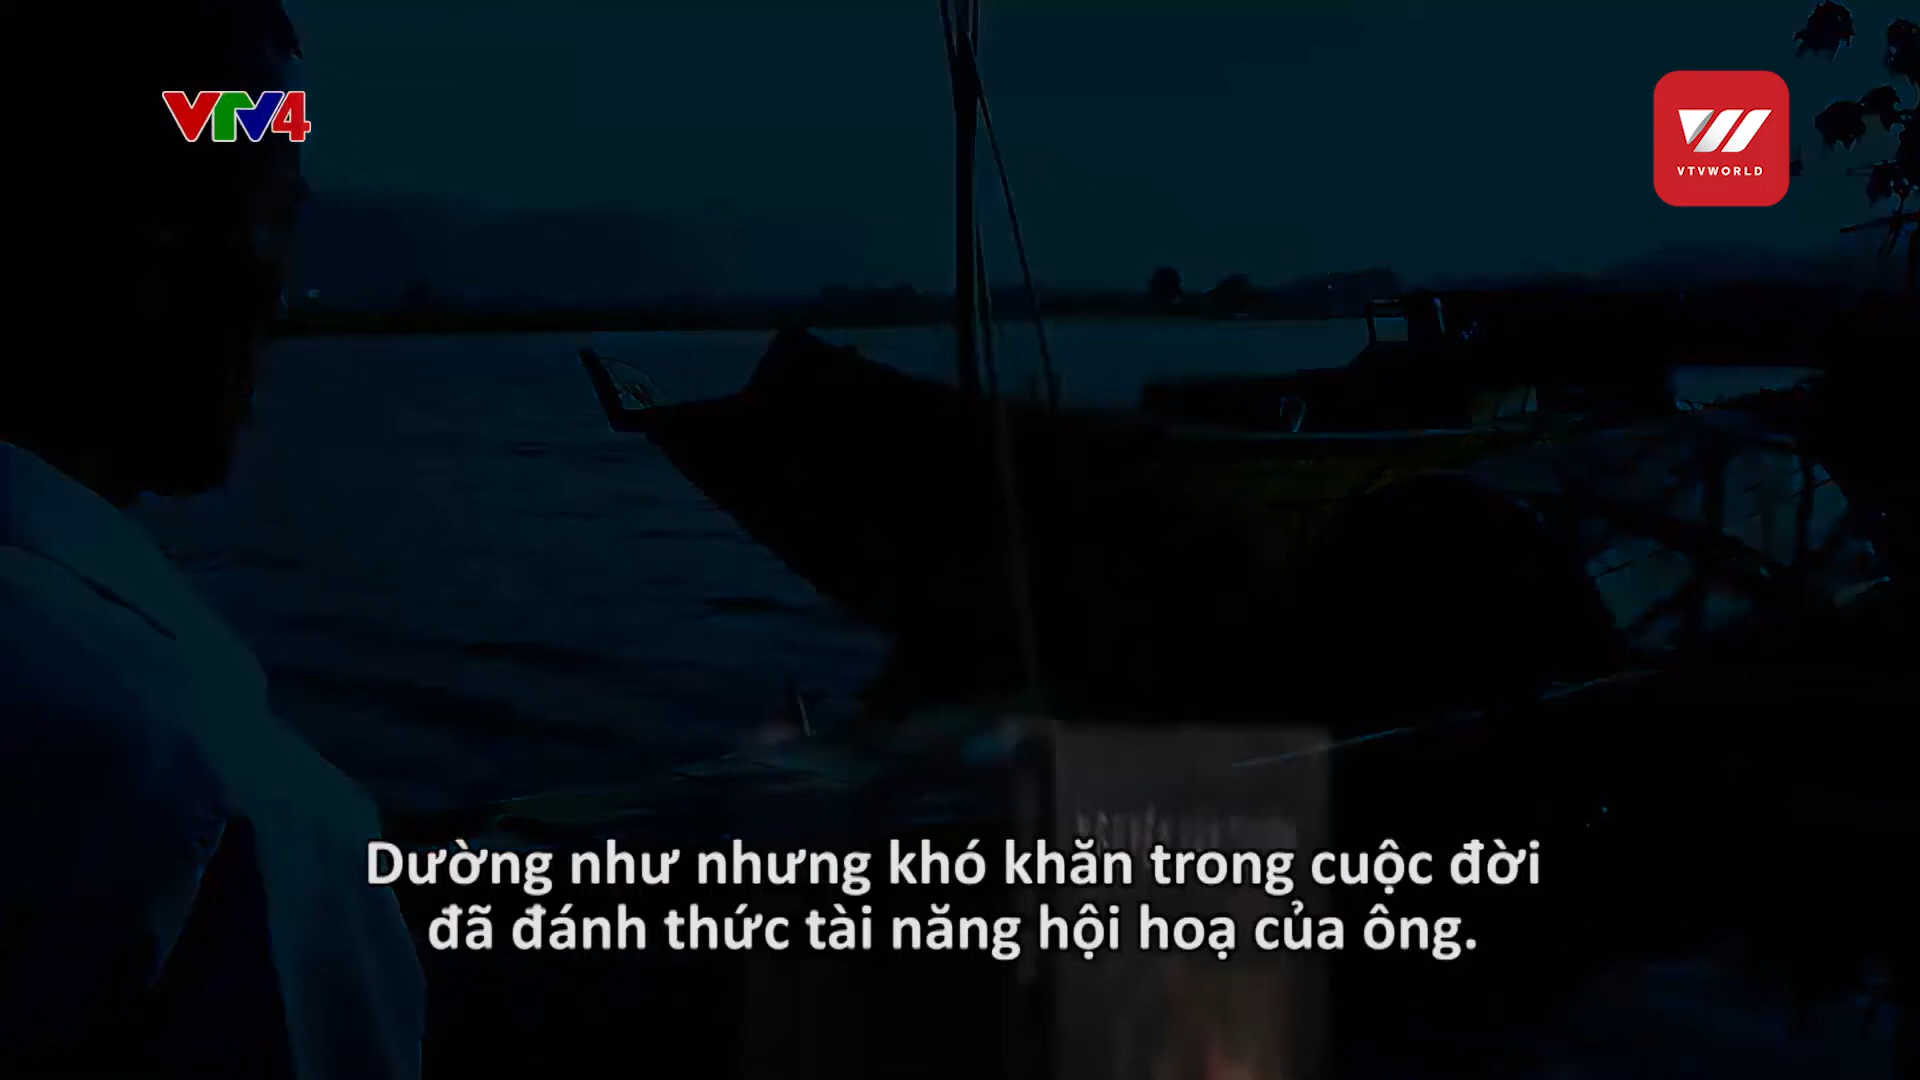 VTV4
VTVWORLD
Dường như nhưng khó khăn trong cuộc đời
đã đánh thức tài năng hội hoạ của ông.